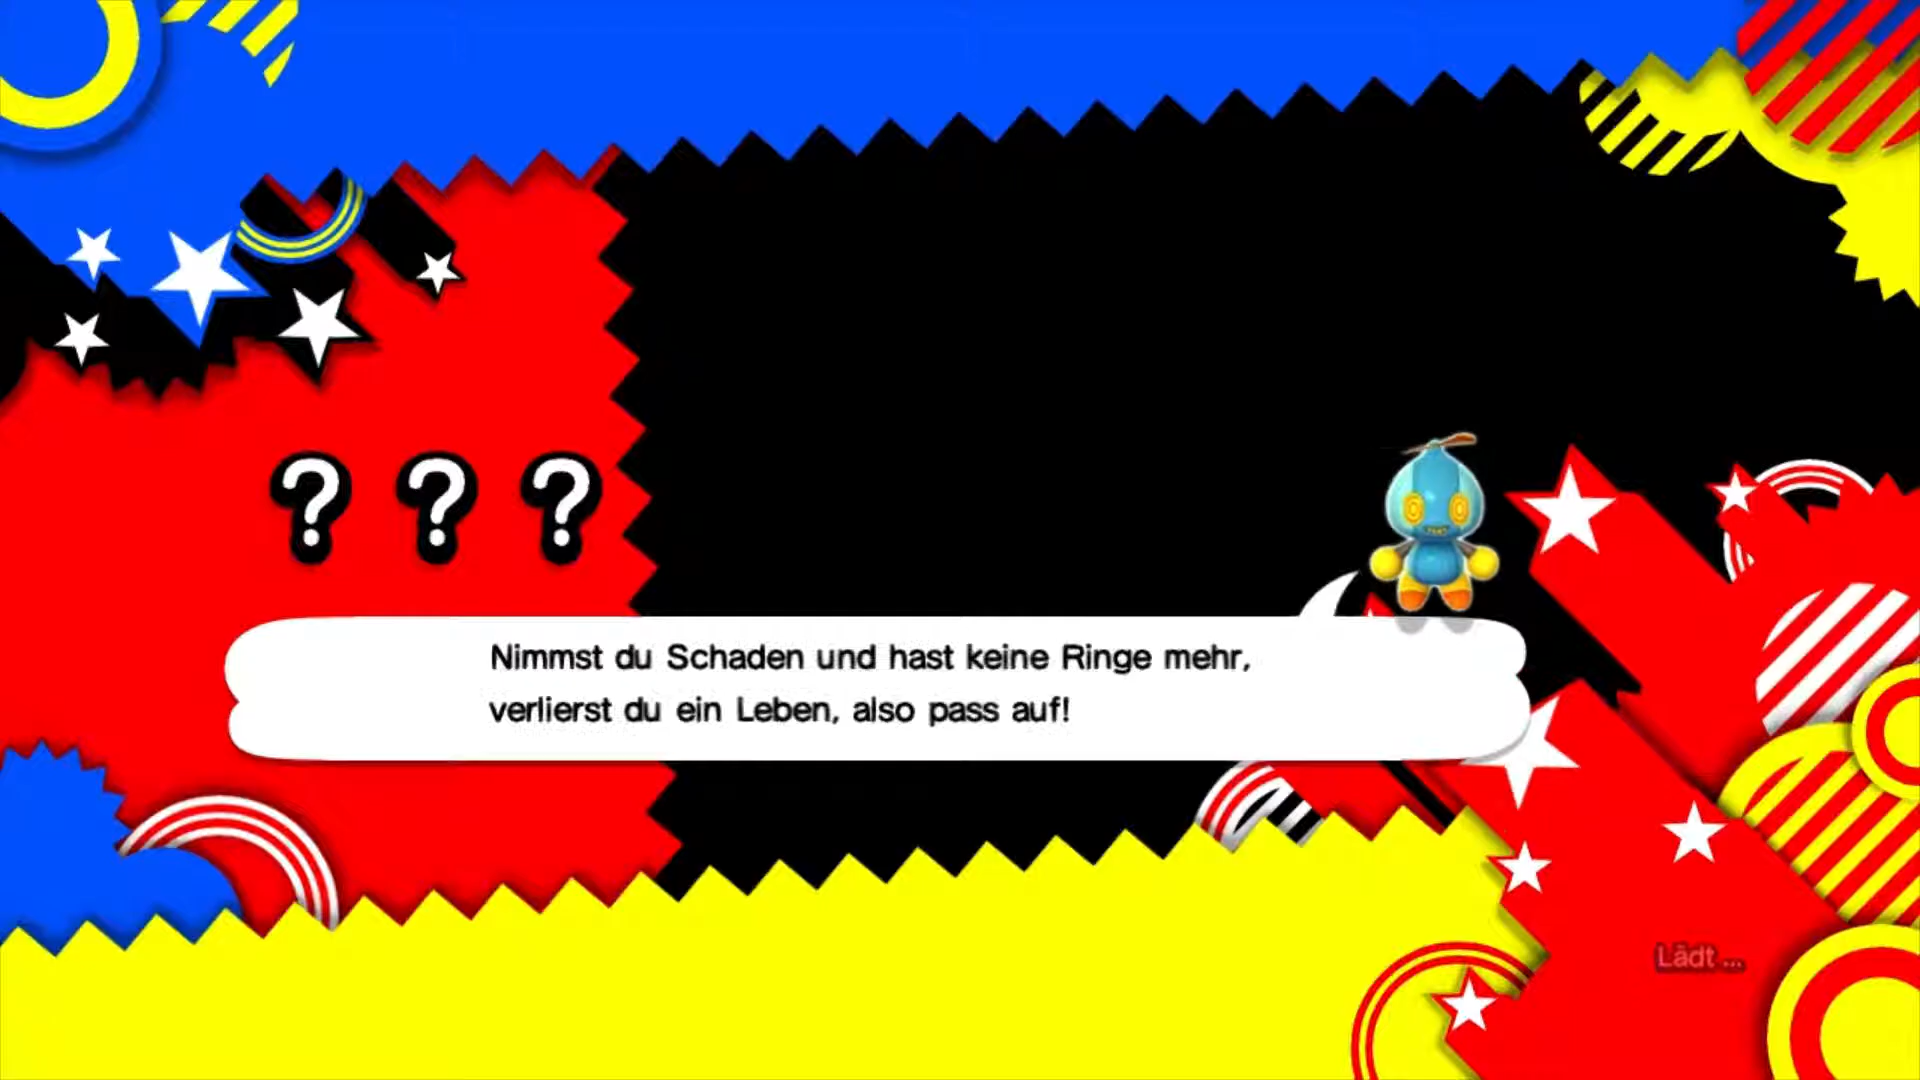 ? ? ?
Nimmst du Schaden und hast keine Ringe mehr,
verlierst du ein Leben, also pass auf!
Lädt ...